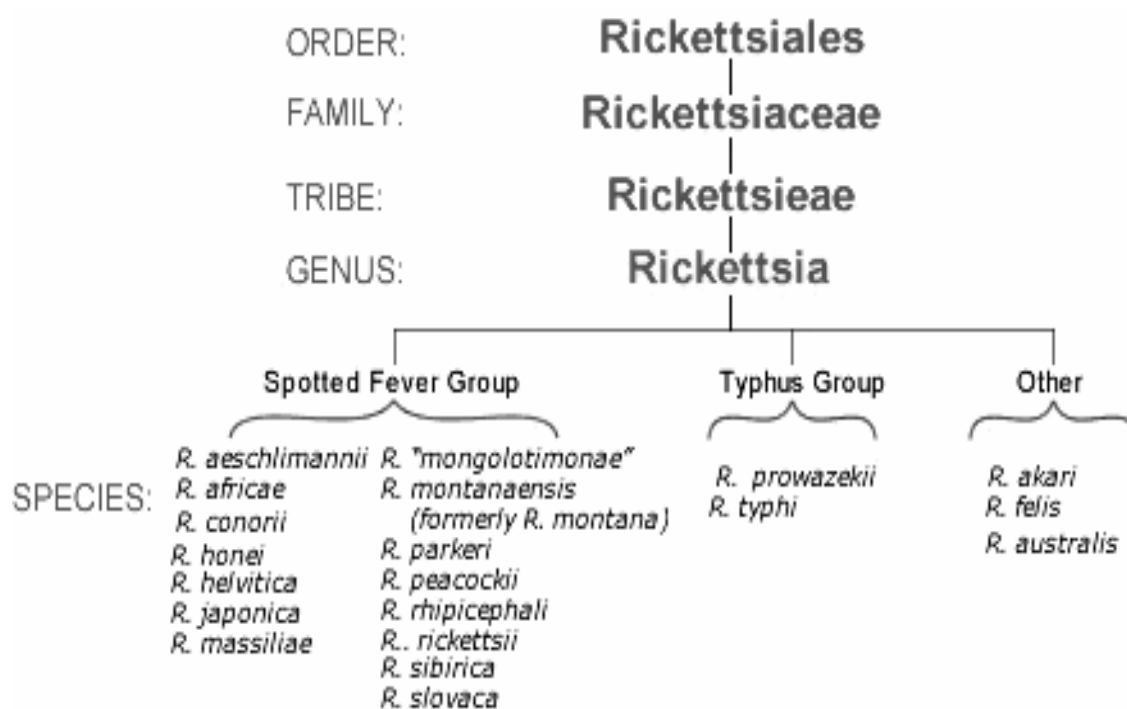 ORDER: Rickettsiales
FAMILY: Rickettsiaceae
TRIBE: Rickettsieae
GENUS: Rickettsia
Spotted Fever Group
Typhus Group
Other
SPECIES:
R. aeschlimannii
R. africae
R. conorii
R. honei
R. helvitica
R. japonica
R. massiliae
R. "mongolotimonae"
R. montanaensis
(formerly R. montana)
R. parkeri
R. peacockii
R. rhipicephali
R.. rickettsii
R. sibirica
R. slovaca
R. prowazekii
R. typhi
R. akari
R. felis
R. australis